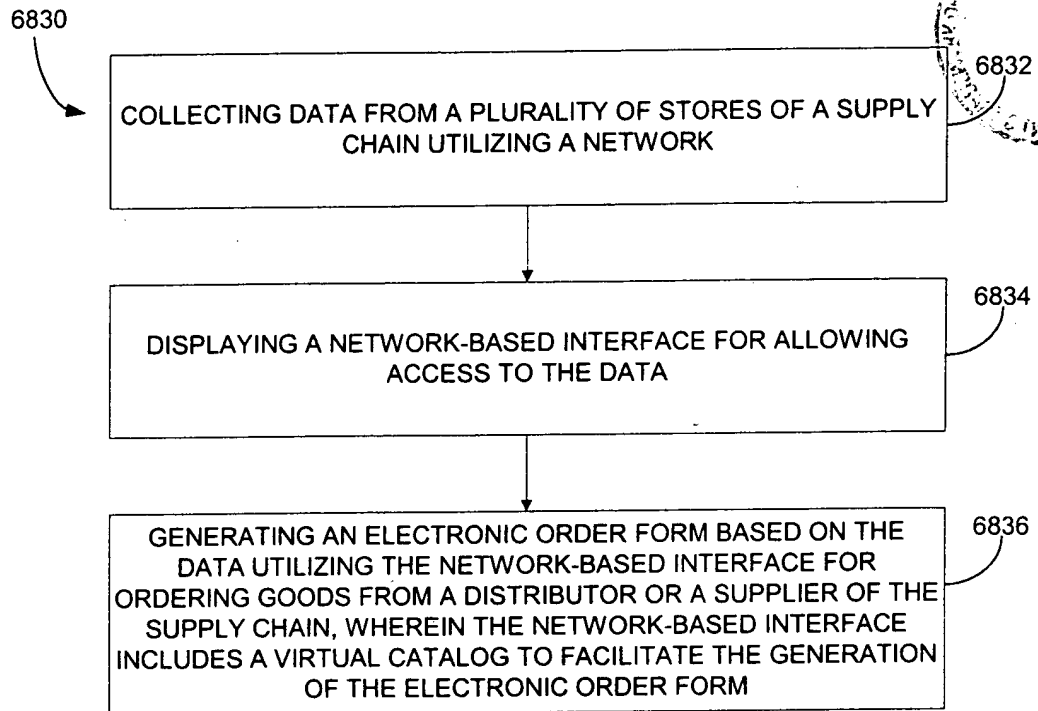 6830
6832
COLLECTING DATA FROM A PLURALITY OF STORES OF A SUPPLY
CHAIN UTILIZING A NETWORK
6834
DISPLAYING A NETWORK-BASED INTERFACE FOR ALLOWING
ACCESS TO THE DATA
6836
GENERATING AN ELECTRONIC ORDER FORM BASED ON THE
DATA UTILIZING THE NETWORK-BASED INTERFACE FOR
ORDERING GOODS FROM A DISTRIBUTOR OR A SUPPLIER OF THE
SUPPLY CHAIN, WHEREIN THE NETWORK-BASED INTERFACE
INCLUDES A VIRTUAL CATALOG TO FACILITATE THE GENERATION
OF THE ELECTRONIC ORDER FORM